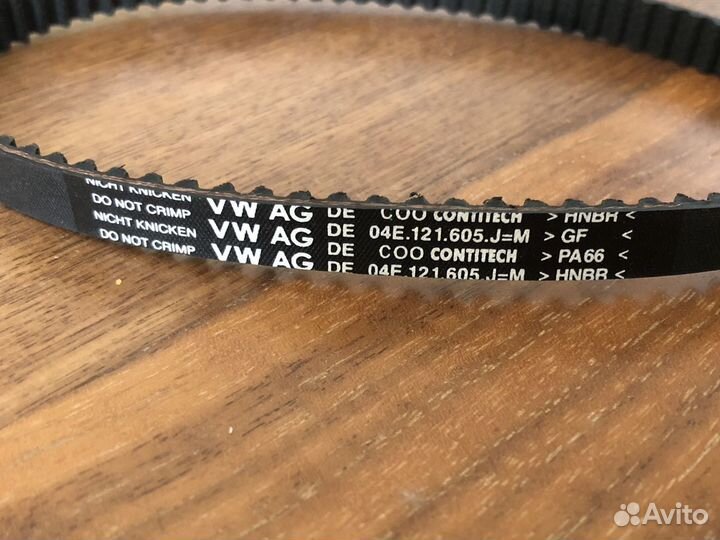 NICHT KNICKEN VW AG DE COO CONTITECH > HNBR <
DO NOT CRIMP
NICHT KNICKEN VW AG DE 04E.121.605.J=M > GF <
DO NOT CRIMP VW AG DE COO CONTITECH > PA66 <
DE 04E.121.605.J=M > HNBR <
Avito